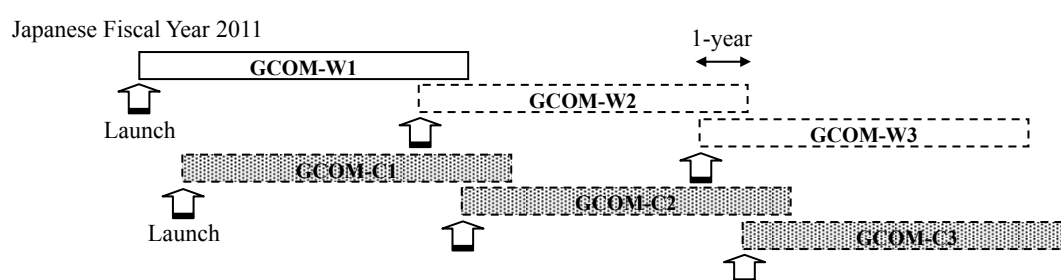 Japanese Fiscal Year 2011
1-year
GCOM-W1
GCOM-W2
Launch
GCOM-W3
GCOM-C1
GCOM-C2
Launch
GCOM-C3